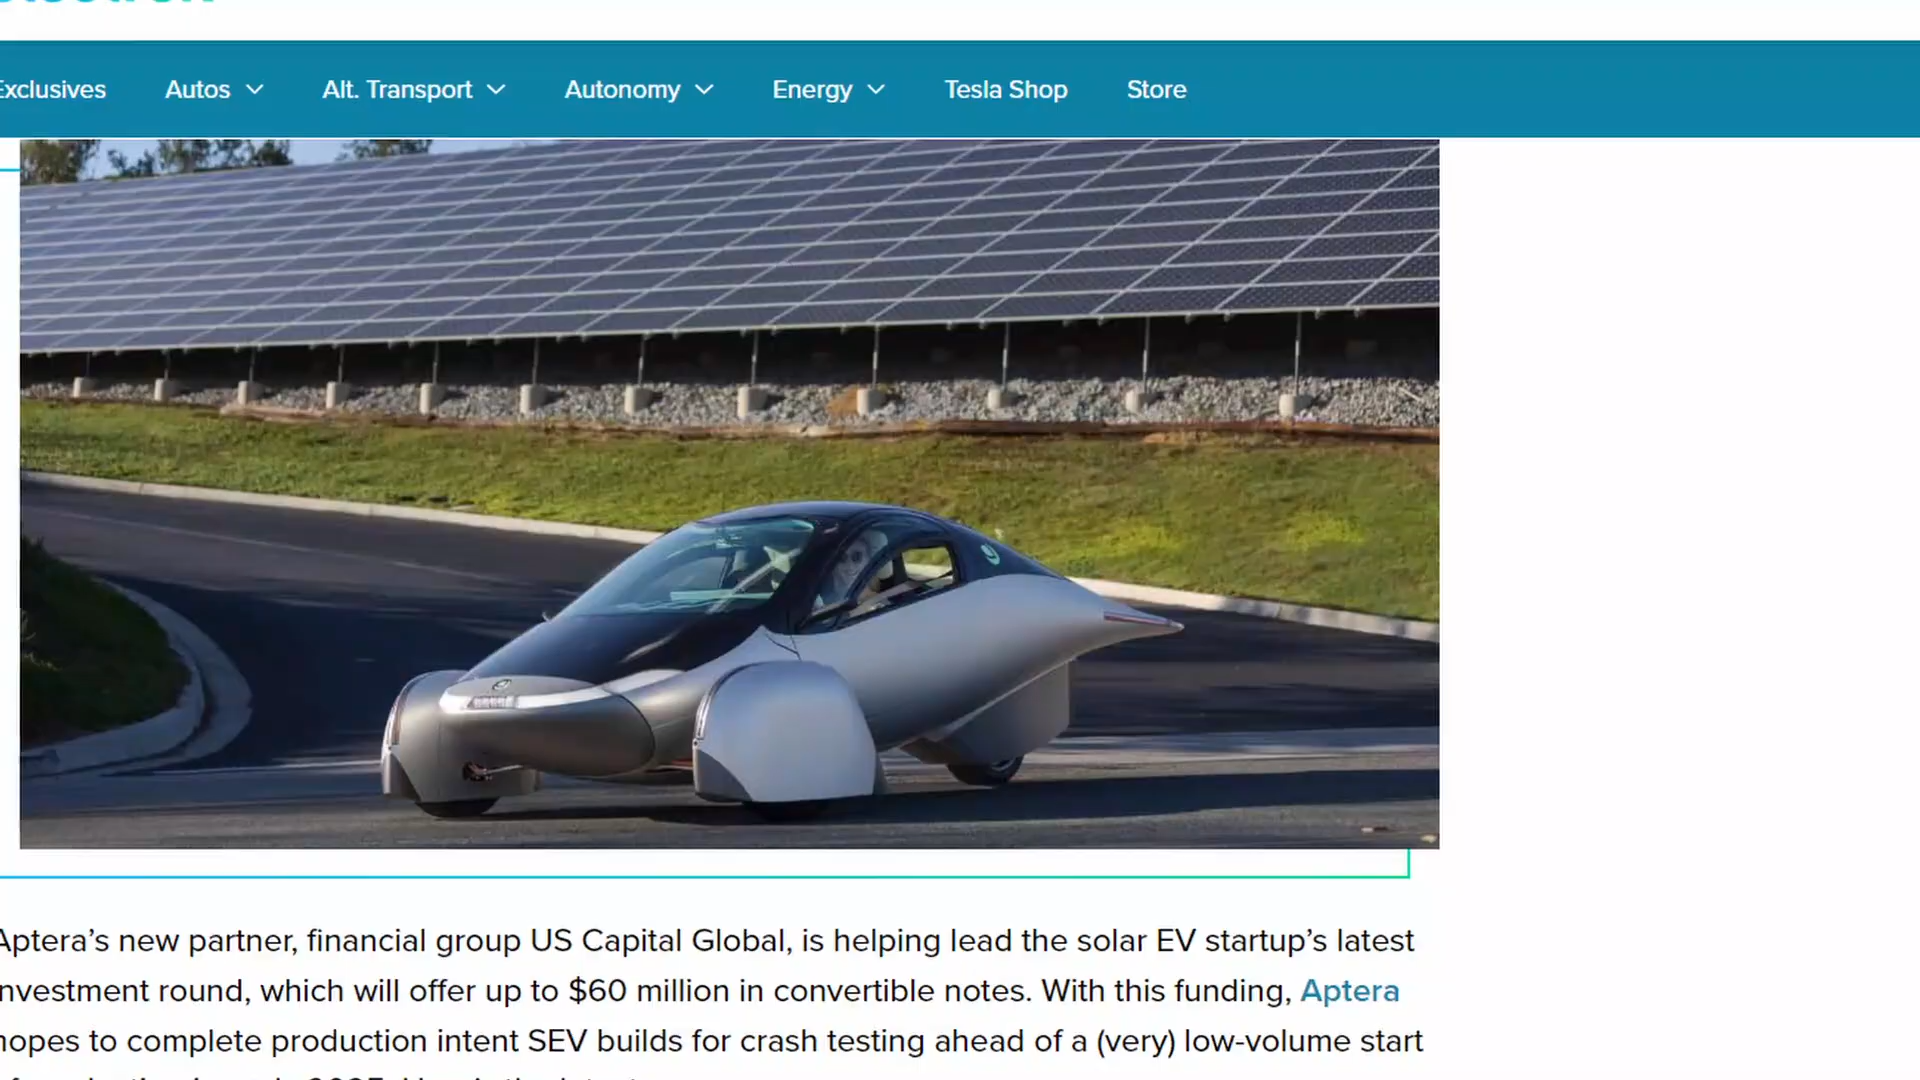 Exclusives Autos Alt. Transport Autonomy Energy Tesla Shop Store
Aptera’s new partner, financial group US Capital Global, is helping lead the solar EV startup’s latest
investment round, which will offer up to $60 million in convertible notes. With this funding, Aptera
hopes to complete production intent SEV builds for crash testing ahead of a (very) low-volume start